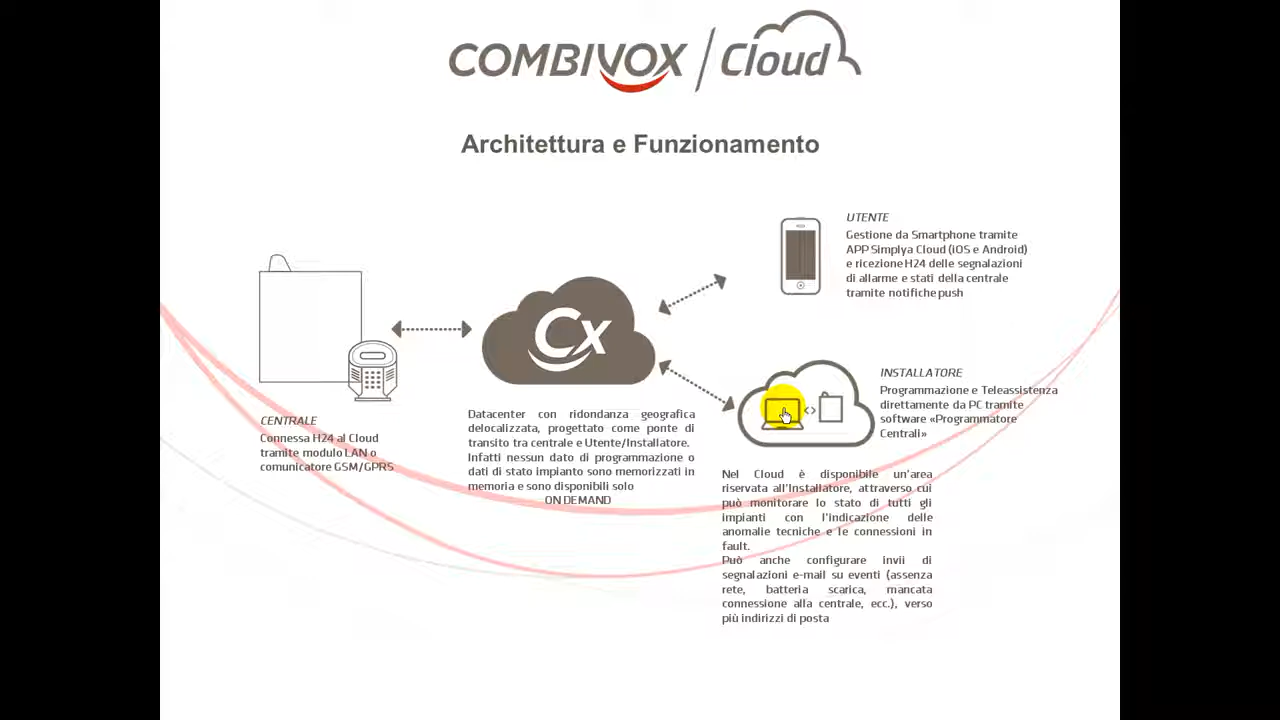 COMBIVOX / Cloud
Architettura e Funzionamento
UTENTE
Gestione da Smartphone tramite
APP Simplya Cloud (iOS e Android)
e ricezione H24 delle segnalazioni
di allarme e stati della centrale
tramite notifiche push
Cx
CENTRALE
Connessa H24 al Cloud
tramite modulo LAN o
comunicatore GSM/GPRS
Datacenter con ridondanza geografica
delocalizzata, progettato come ponte di
transito tra centrale e Utente/Installatore.
Infatti nessun dato di programmazione o
dati di stato impianto sono memorizzati in
memoria e sono disponibili solo
ON DEMAND
INSTALLATORE
Programmazione e Teleassistenza
direttamente da PC tramite
software «Programmatore
Centrali»
Nel Cloud è disponibile un'area
riservata all'Installatore, attraverso cui
può monitorare lo stato di tutti gli
impianti con l'indicazione delle
anomalie tecniche e le connessioni in
fault.
Può anche configurare invii di
segnalazioni e-mail su eventi (assenza
rete, batteria scarica, mancata
connessione alla centrale, ecc.), verso
più indirizzi di posta